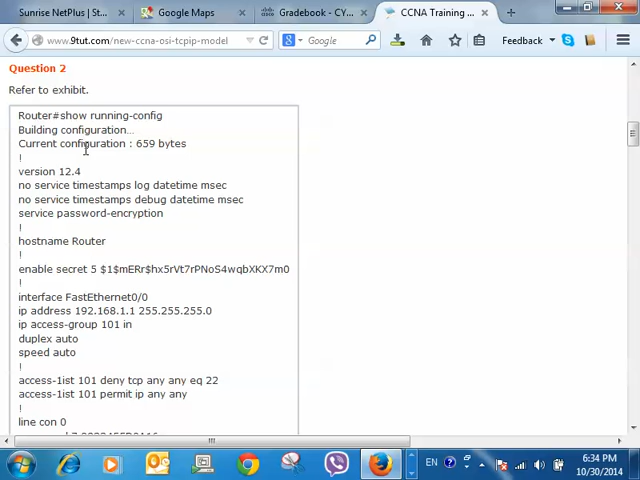 Sunrise NetPlus | ...
Google Maps
Gradebook - CY...
CCNA Training ...
www.9tut.com/new-ccna-osi-tcpip-model
Google
Feedback
Question 2
Refer to exhibit.
Router#show running-config
Building configuration...
Current configuration : 659 bytes
!
version 12.4
no service timestamps log datetime msec
no service timestamps debug datetime msec
service password-encryption
!
hostname Router
!
enable secret 5 $1$mERr$hx5rVt7rPNoS4wqbXKX7m0
!
interface FastEthernet0/0
ip address 192.168.1.1 255.255.255.0
ip access-group 101 in
duplex auto
speed auto
!
access-1ist 101 deny tcp any any eq 22
access-1ist 101 permit ip any any
!
line con 0
EN
6:34 PM
10/30/2014